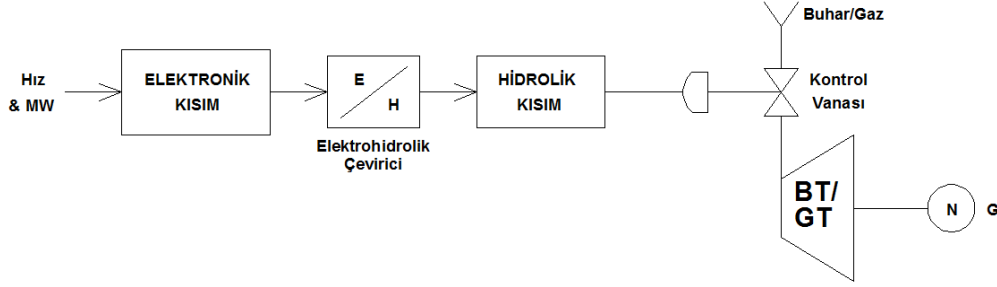 Hız
& MW
ELEKTRONİK
KISIM
E
H
Elektrohidrolik
Çevirici
HİDROLİK
KISIM
Buhar/Gaz
Kontrol
Vanası
BT/
GT
N
G